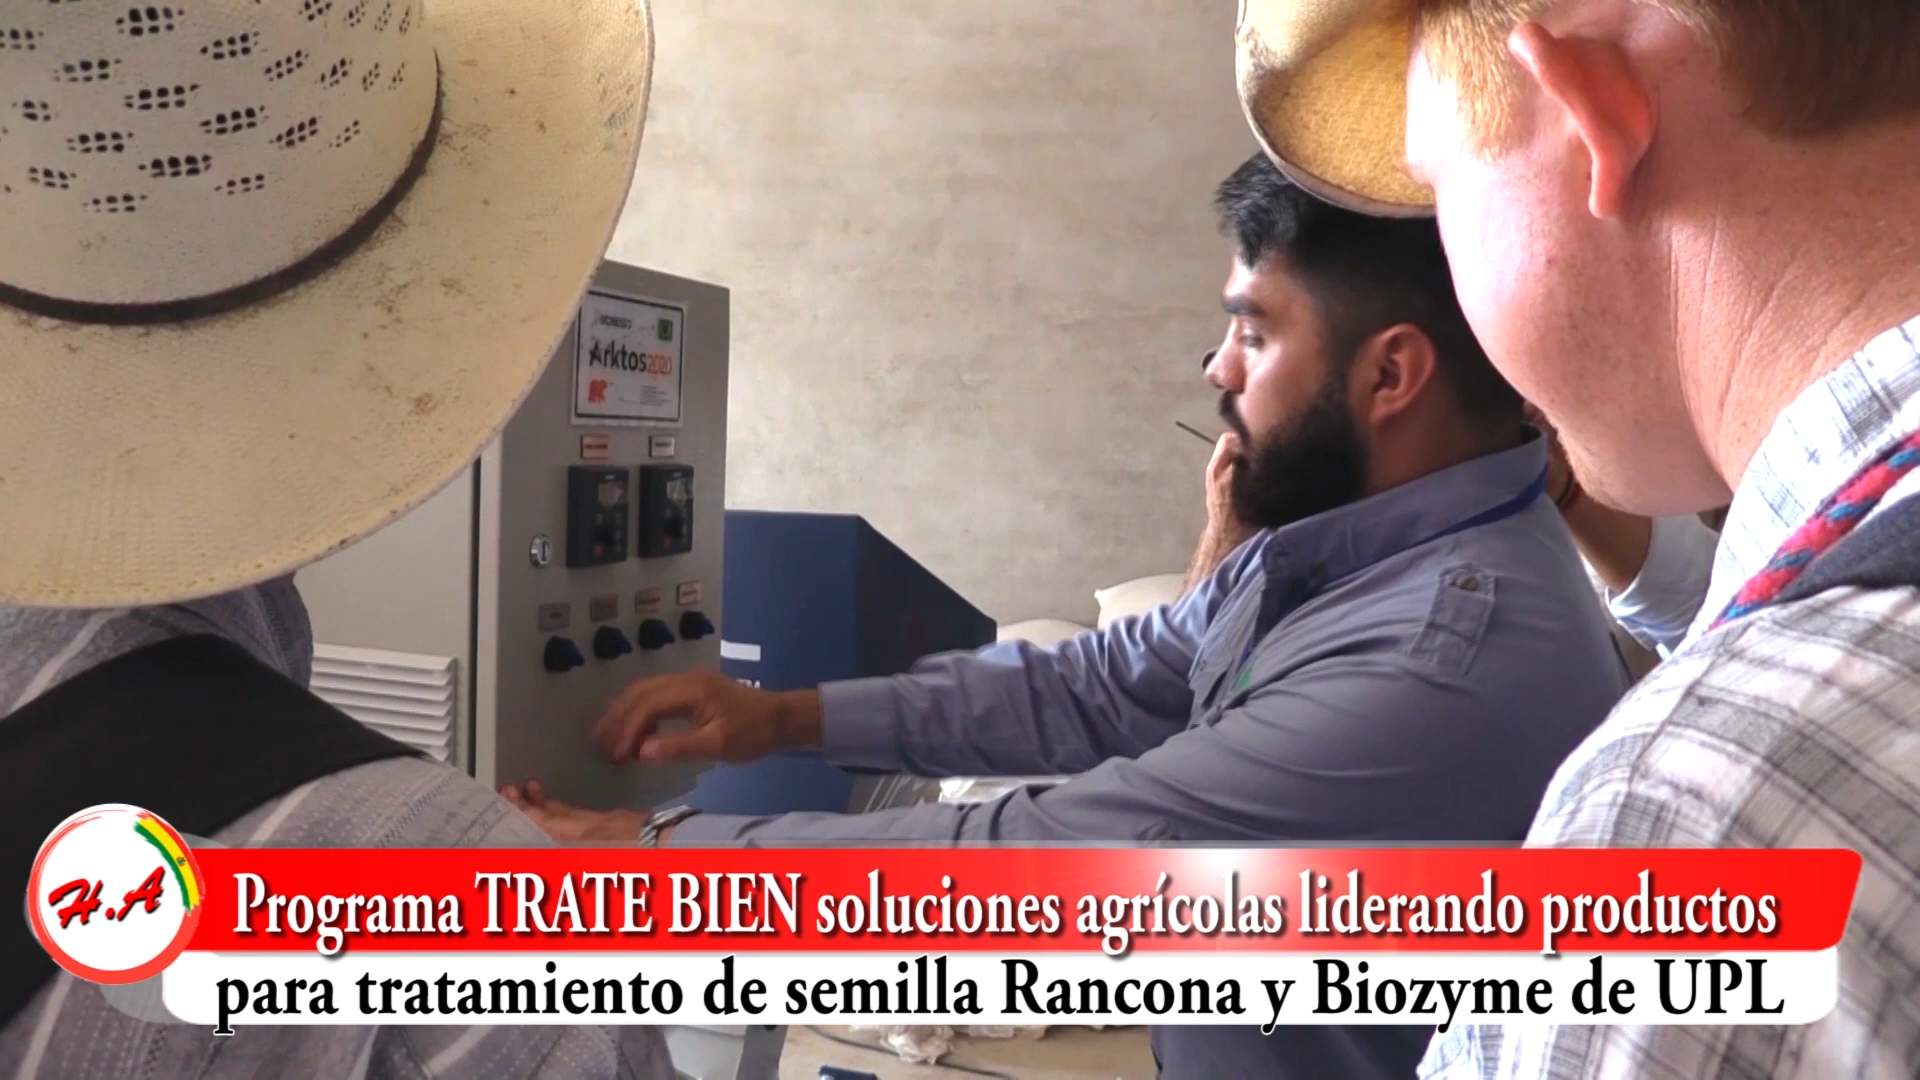 Arktos2020
H.A
Programa TRATE BIEN soluciones agrícolas liderando productos
para tratamiento de semilla Rancona y Biozyme de UPL